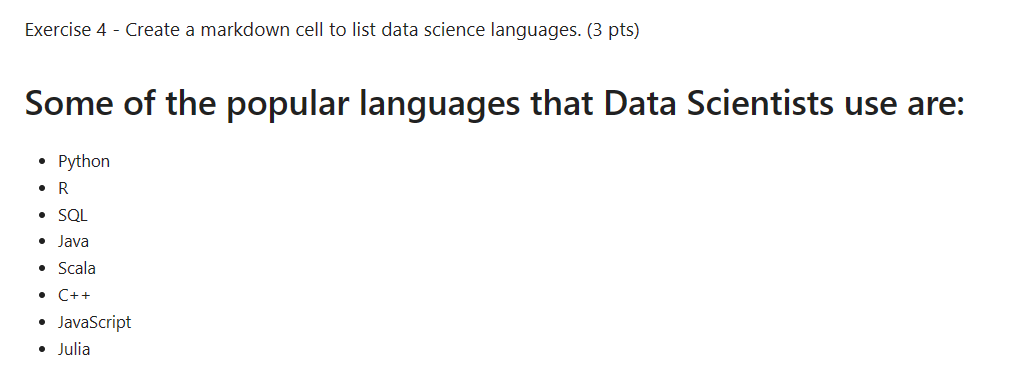 Exercise 4 - Create a markdown cell to list data science languages. (3 pts)
Some of the popular languages that Data Scientists use are:
• Python
• R
• SQL
• Java
• Scala
• C++
• JavaScript
• Julia